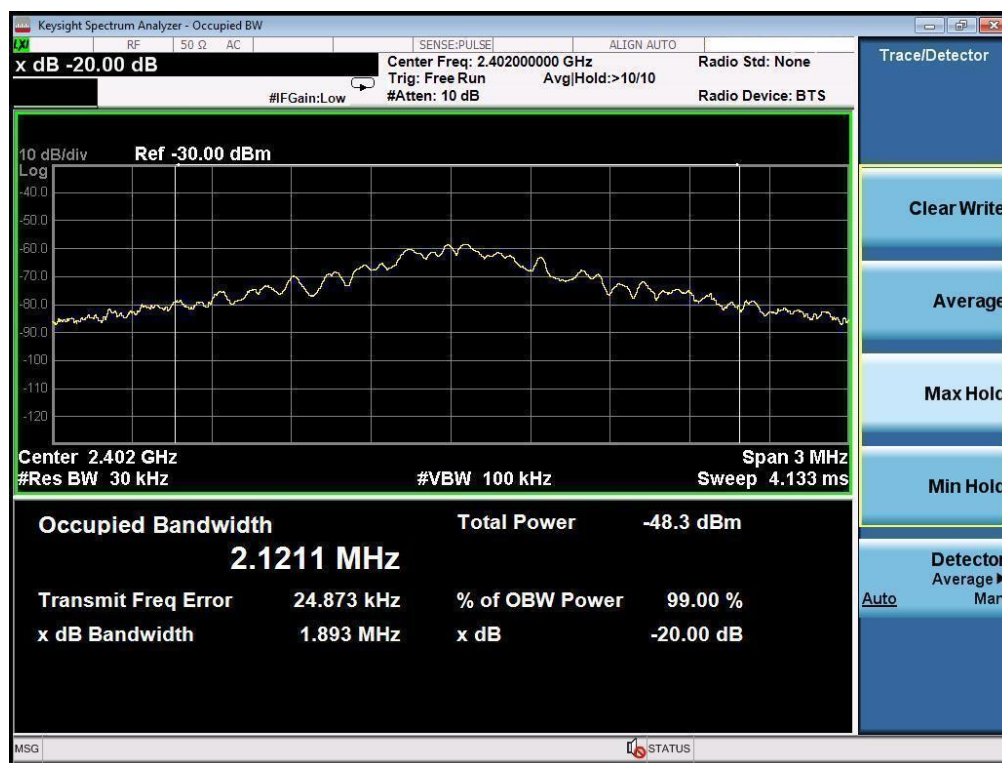 Keysight Spectrum Analyzer - Occupied BW
LXI RF 50 Ω AC SENSE:PULSE ALIGN AUTO
x dB -20.00 dB
Center Freq: 2.402000000 GHz Radio Std: None
Trig: Free Run Avg|Hold:>10/10
#IFGain:Low #Atten: 10 dB Radio Device: BTS
10 dB/div Ref -30.00 dBm
Log
-40.0
-50.0
-60.0
-70.0
-80.0
-90.0
-100
-110
-120
Center 2.402 GHz Span 3 MHz
#Res BW 30 kHz #VBW 100 kHz Sweep 4.133 ms
Occupied Bandwidth Total Power -48.3 dBm
2.1211 MHz
Transmit Freq Error 24.873 kHz % of OBW Power 99.00 %
x dB Bandwidth 1.893 MHz x dB -20.00 dB
MSG STATUS
Trace/Detector
Clear Write
Average
Max Hold
Min Hold
Detector
Average
Auto Man